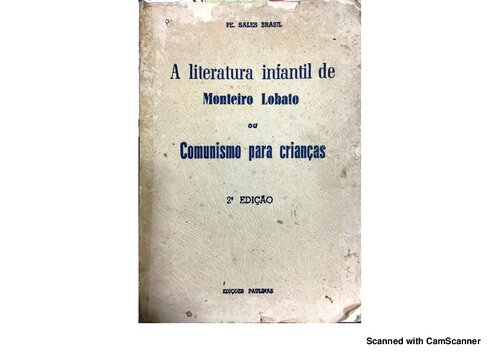 PE. SALES BRASIL
A literatura infantil de
Monteiro Lobato
ou
Comunismo para crianças
2ª EDIÇÃO
EDIÇÕES PAULINAS
Scanned with CamScanner